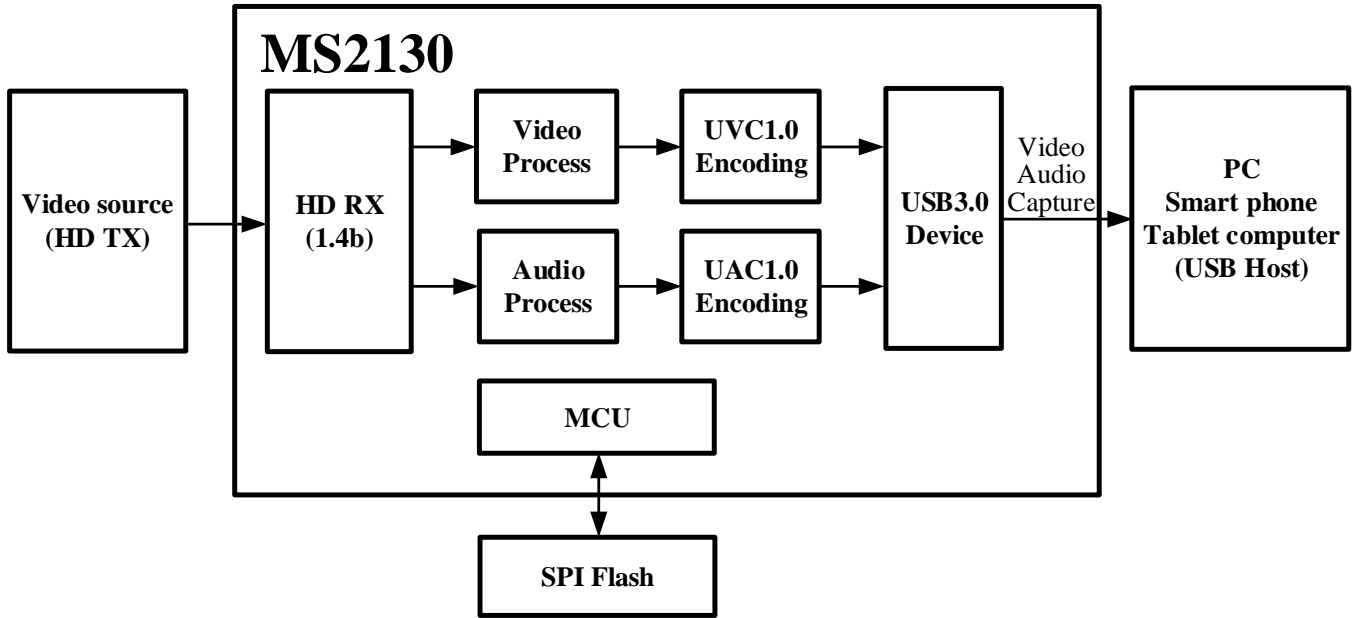 MS2130
Video source
(HD TX)
HD RX
(1.4b)
Video
Process
UVC1.0
Encoding
Audio
Process
UAC1.0
Encoding
USB3.0
Device
Video
Audio
Capture
PC
Smart phone
Tablet computer
(USB Host)
MCU
SPI Flash